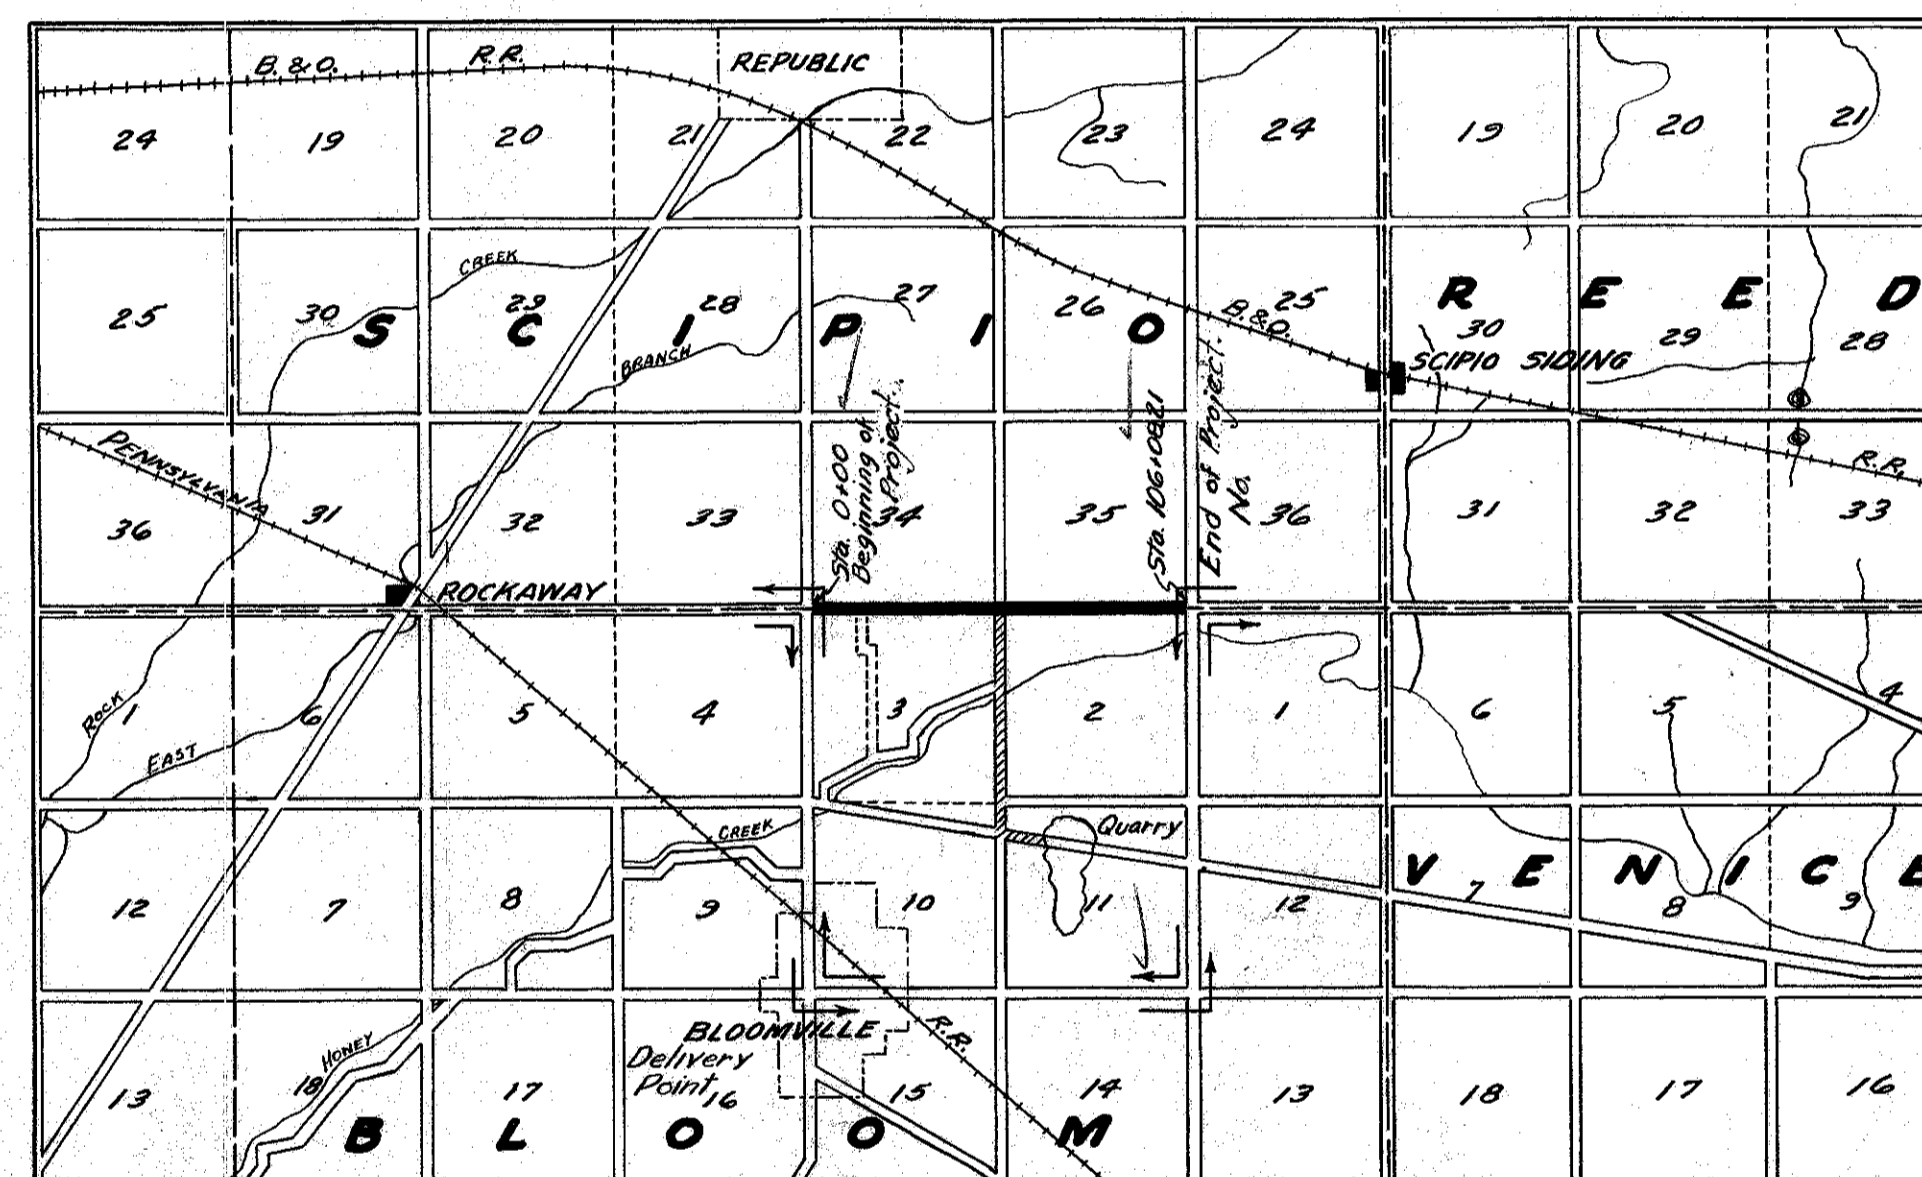 B. & O. R. R. REPUBLIC
24 19 20 21 22 23 24 19 20 21
CREEK
25 30 29 28 27 26 B. & O. 25 30 29 28
S C I P I O R E E D
BRANCH
SCIPIO SIDING
PENNSYLVANIA
R.R.
36 31 32 33 34 35 36 31 32 33
Sta. 0+00
Beginning of
Project.
Sta. 106+08.21
End of Project.
No.
ROCKAWAY
ROCK
EAST
1 6 5 4 3 2 1 6 5 4
CREEK
Quarry
V E N I C E
12 7 8 9 10 11 12 7 8 9
HONEY
BLOOMVILLE
R.R.
Delivery
Point
13 18 17 16 15 14 13 18 17 16
B L O O M